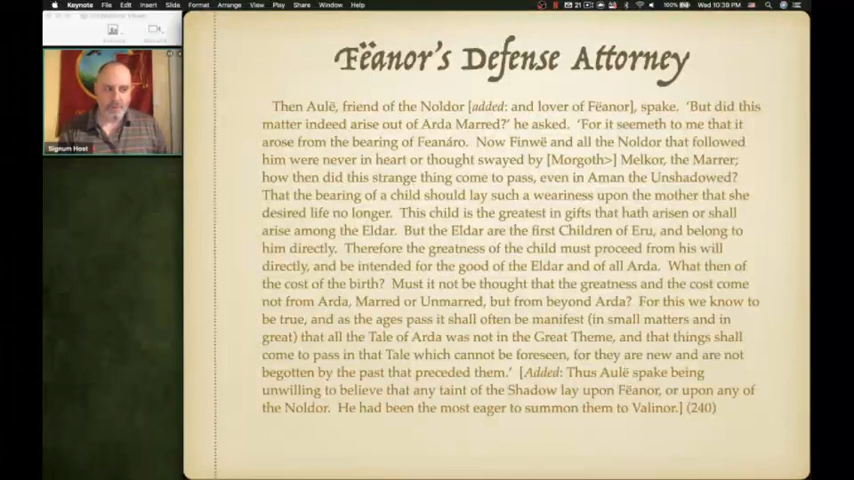 Keynote File Edit Insert Slide Format Arrange View Play Share Window Help 21 100% Wed 10:39 PM
Fëanor's Defense Attorney
Then Aulë, friend of the Noldor [added: and lover of Fëanor], spake. 'But did this
matter indeed arise out of Arda Marred?' he asked. 'For it seemeth to me that it
arose from the bearing of Feanáro. Now Finwë and all the Noldor that followed
him were never in heart or thought swayed by [Morgoth>] Melkor, the Marrer;
how then did this strange thing come to pass, even in Aman the Unshadowed?
That the bearing of a child should lay such a weariness upon the mother that she
desired life no longer. This child is the greatest in gifts that hath arisen or shall
arise among the Eldar. But the Eldar are the first Children of Eru, and belong to
him directly. Therefore the greatness of the child must proceed from his will
directly, and be intended for the good of the Eldar and of all Arda. What then of
the cost of the birth? Must it not be thought that the greatness and the cost come
not from Arda, Marred or Unmarred, but from beyond Arda? For this we know to
be true, and as the ages pass it shall often be manifest (in small matters and in
great) that all the Tale of Arda was not in the Great Theme, and that things shall
come to pass in that Tale which cannot be foreseen, for they are new and are not
begotten by the past that preceded them.' [Added: Thus Aulë spake being
unwilling to believe that any taint of the Shadow lay upon Fëanor, or upon any of
the Noldor. He had been the most eager to summon them to Valinor.] (240)
Signum Host